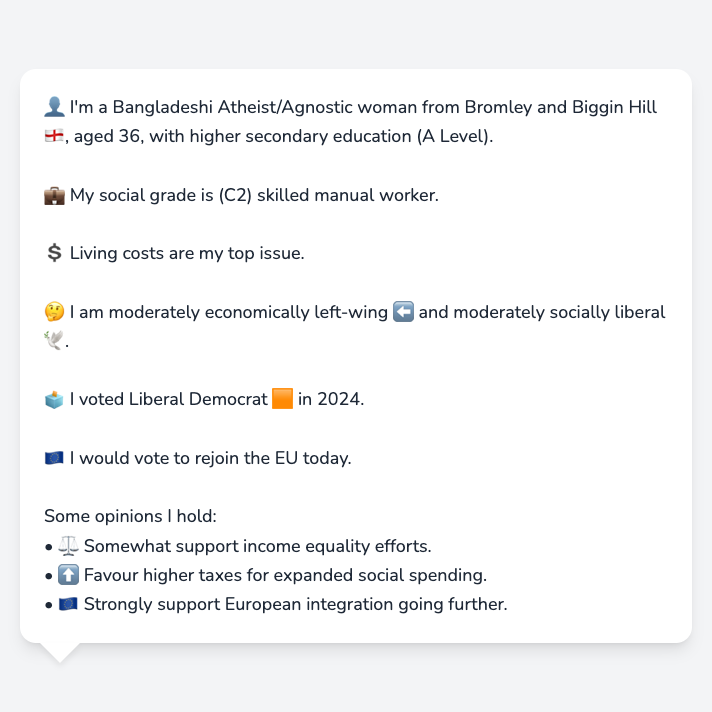 👤 I'm a Bangladeshi Atheist/Agnostic woman from Bromley and Biggin Hill
🏴󠁧󠁢󠁥󠁮󠁧󠁿, aged 36, with higher secondary education (A Level).
💼 My social grade is (C2) skilled manual worker.
💲 Living costs are my top issue.
🤔 I am moderately economically left-wing ⬅️ and moderately socially liberal
🕊️.
🗳️ I voted Liberal Democrat 🟧 in 2024.
🇪🇺 I would vote to rejoin the EU today.
Some opinions I hold:
• ⚖️ Somewhat support income equality efforts.
• ⬆️ Favour higher taxes for expanded social spending.
• 🇪🇺 Strongly support European integration going further.